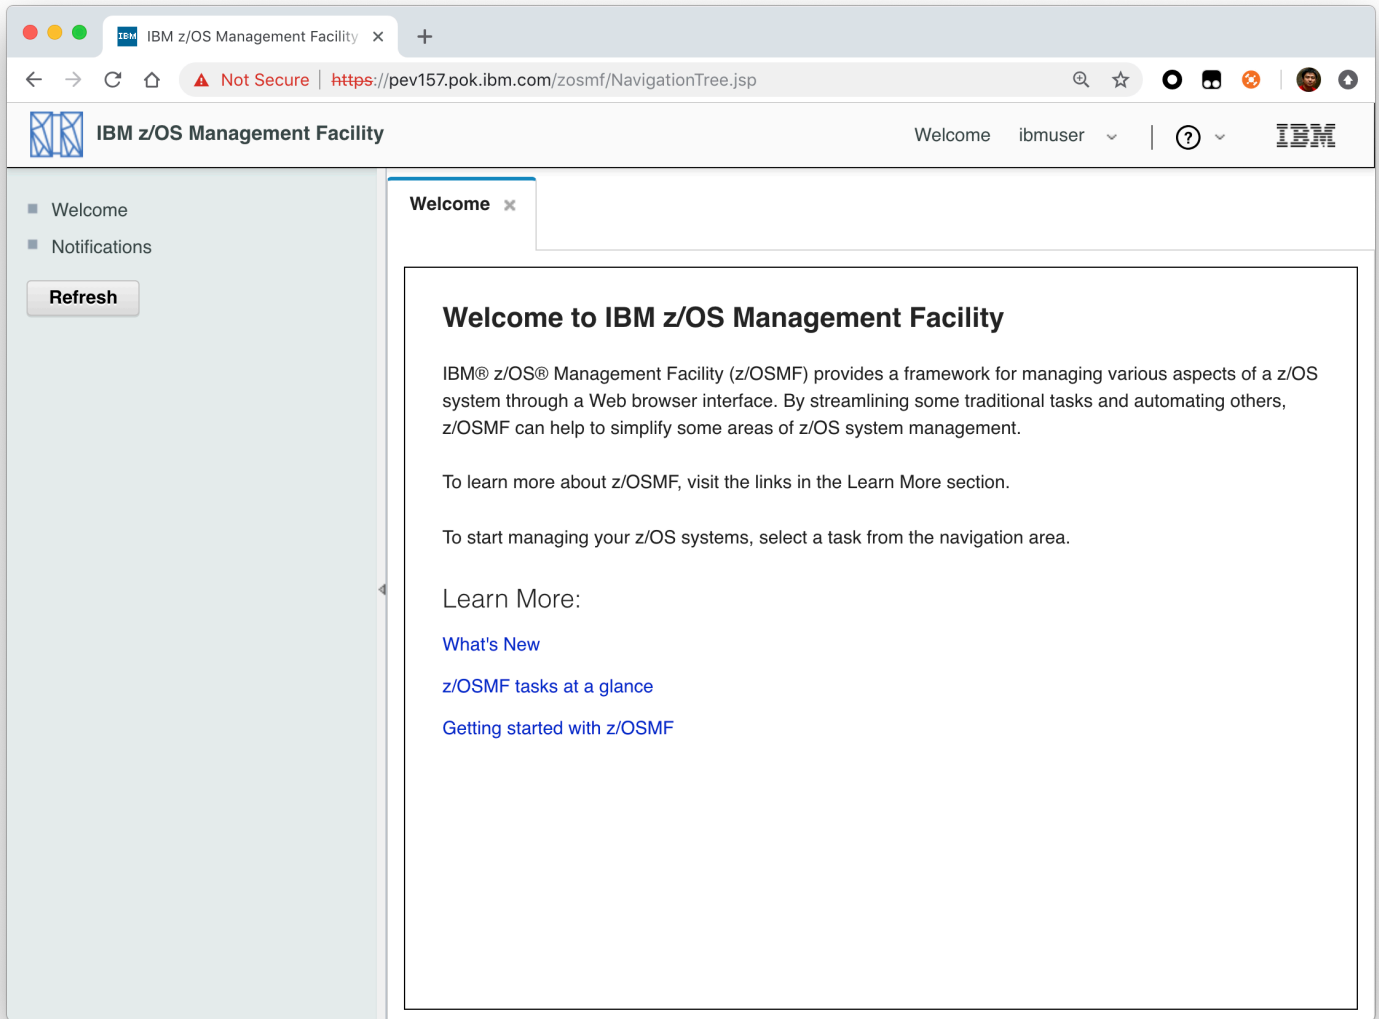 IBM z/OS Management Facility
Not Secure https://pev157.pok.ibm.com/zosmf/NavigationTree.jsp
IBM z/OS Management Facility Welcome ibmuser ? IBM
Welcome
Notifications
Refresh
Welcome
Welcome to IBM z/OS Management Facility
IBM® z/OS® Management Facility (z/OSMF) provides a framework for managing various aspects of a z/OS
system through a Web browser interface. By streamlining some traditional tasks and automating others,
z/OSMF can help to simplify some areas of z/OS system management.
To learn more about z/OSMF, visit the links in the Learn More section.
To start managing your z/OS systems, select a task from the navigation area.
Learn More:
What's New
z/OSMF tasks at a glance
Getting started with z/OSMF